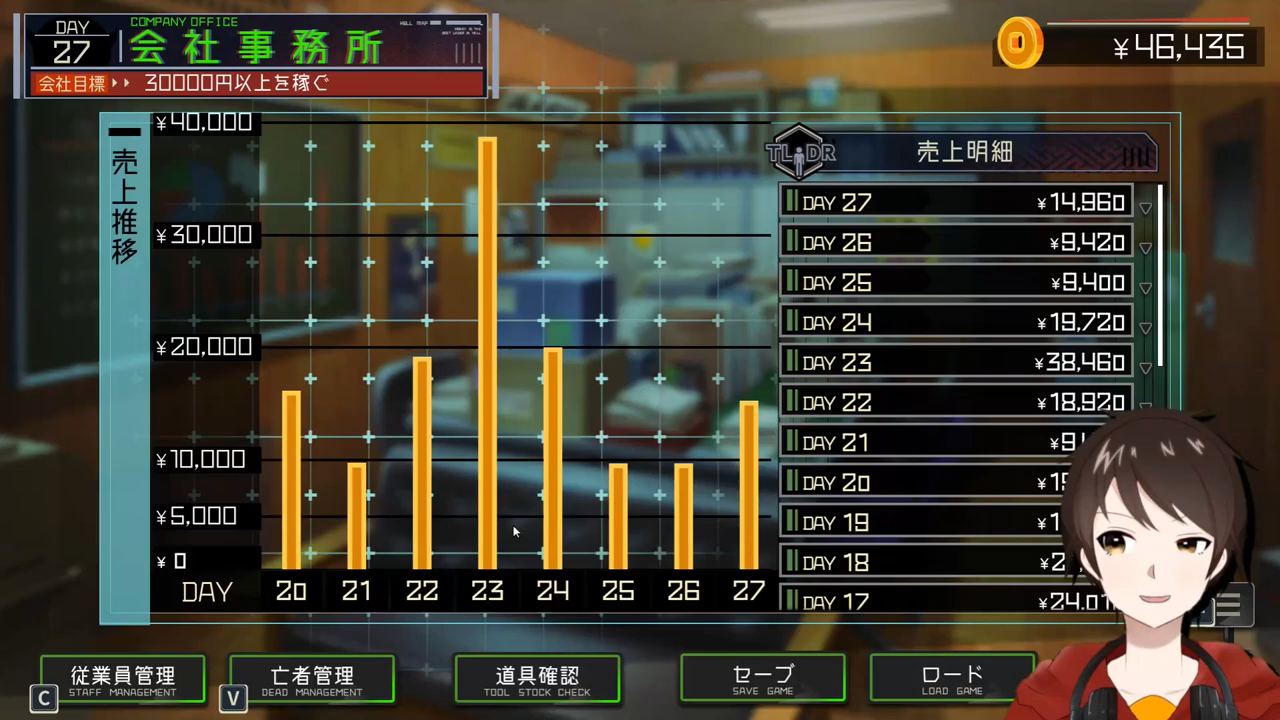 DAY
27
COMPANY OFFICE
会社事務所
HELL MAP
会社目標 30000円以上を稼ぐ
¥46,435
売上推移
¥40,000
¥30,000
¥20,000
¥10,000
¥5,000
¥0
DAY 20 21 22 23 24 25 26 27
TL;DR
売上明細
DAY 27 ¥14,960
DAY 26 ¥9,420
DAY 25 ¥9,400
DAY 24 ¥19,720
DAY 23 ¥38,460
DAY 22 ¥18,920
DAY 21 ¥9,
DAY 20
DAY 19
DAY 18
DAY 17 ¥24,01
C 従業員管理
STAFF MANAGEMENT
V 亡者管理
DEAD MANAGEMENT
道具確認
TOOL STOCK CHECK
セーブ
SAVE GAME
ロード
LOAD GAME